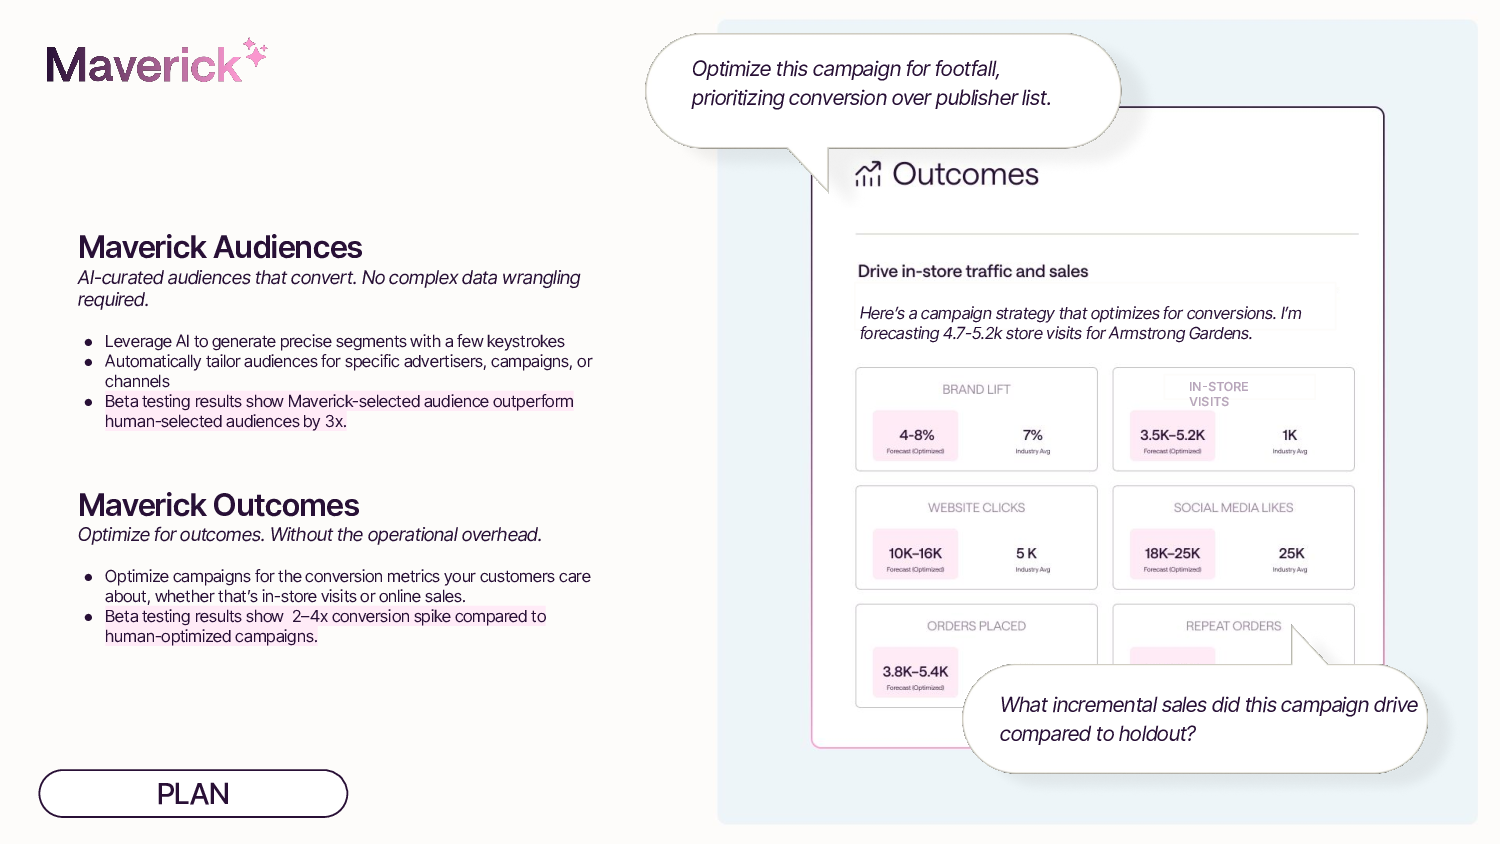 Maverick
Optimize this campaign for footfall,
prioritizing conversion over publisher list.
Maverick Audiences
AI-curated audiences that convert. No complex data wrangling
required.
● Leverage AI to generate precise segments with a few keystrokes
● Automatically tailor audiences for specific advertisers, campaigns, or
channels
● Beta testing results show Maverick-selected audience outperform
human-selected audiences by 3x.
Maverick Outcomes
Optimize for outcomes. Without the operational overhead.
● Optimize campaigns for the conversion metrics your customers care
about, whether that's in-store visits or online sales.
● Beta testing results show 2–4x conversion spike compared to
human-optimized campaigns.
PLAN
Outcomes
Drive in-store traffic and sales
Here's a campaign strategy that optimizes for conversions. I'm
forecasting 4.7-5.2k store visits for Armstrong Gardens.
BRAND LIFT
4-8% 7%
Forecast (Optimized) Industry Avg
IN-STORE
VISITS
3.5K–5.2K 1K
Forecast (Optimized) Industry Avg
WEBSITE CLICKS
10K–16K 5 K
Forecast (Optimized) Industry Avg
SOCIAL MEDIA LIKES
18K–25K 25K
Forecast (Optimized) Industry Avg
ORDERS PLACED
3.8K–5.4K
Forecast (Optimized)
REPEAT ORDERS
What incremental sales did this campaign drive
compared to holdout?